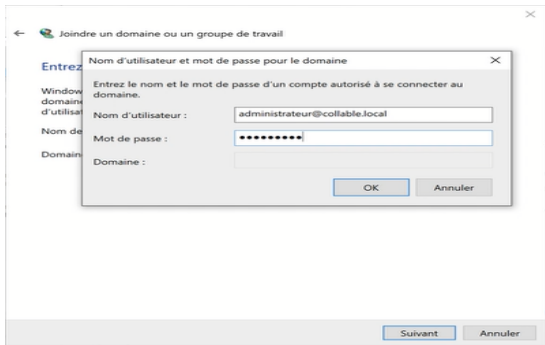 Joindre un domaine ou un groupe de travail
Entrez
Window
domaine
d'utilisat
Nom de
Domain
Nom d'utilisateur et mot de passe pour le domaine
Entrez le nom et le mot de passe d'un compte autorisé à se connecter au
domaine.
Nom d'utilisateur :
administrateur@collable.local
Mot de passe :
●●●●●●●●●
Domaine :
OK
Annuler
Suivant
Annuler